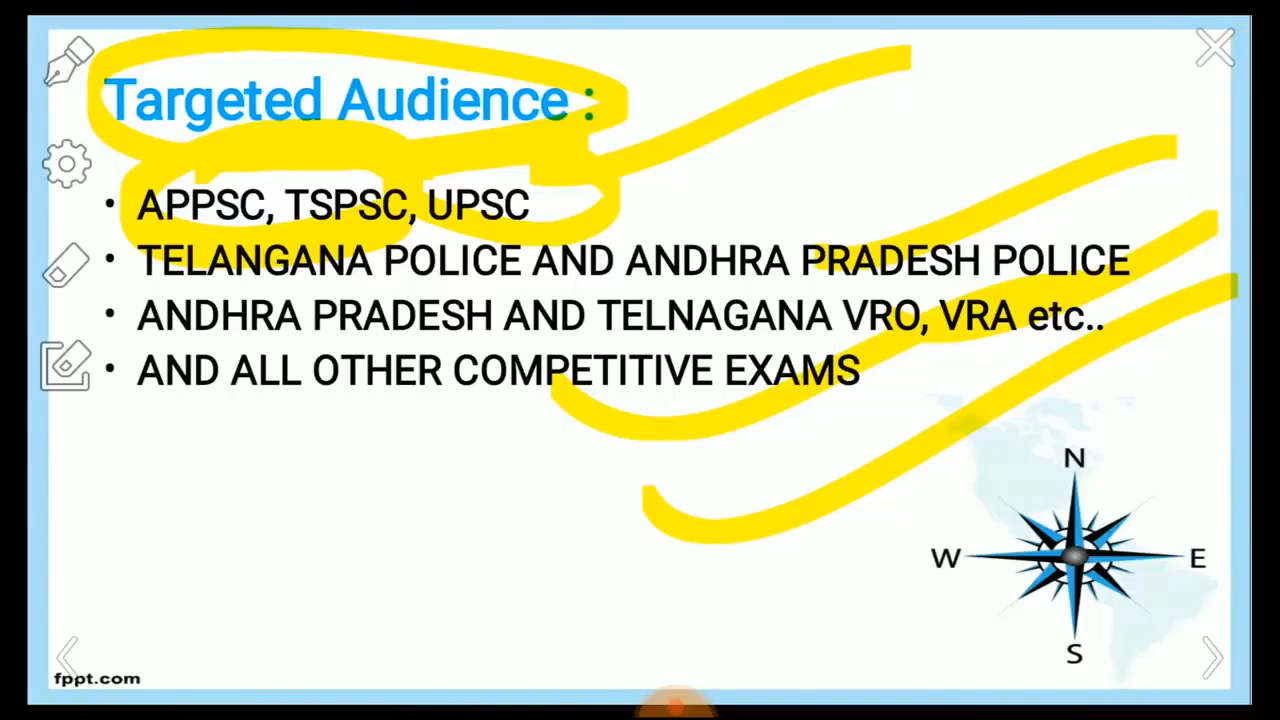 Targeted Audience :
• APPSC, TSPSC, UPSC
• TELANGANA POLICE AND ANDHRA PRADESH POLICE
• ANDHRA PRADESH AND TELNAGANA VRO, VRA etc..
• AND ALL OTHER COMPETITIVE EXAMS
N
W E
S
fppt.com